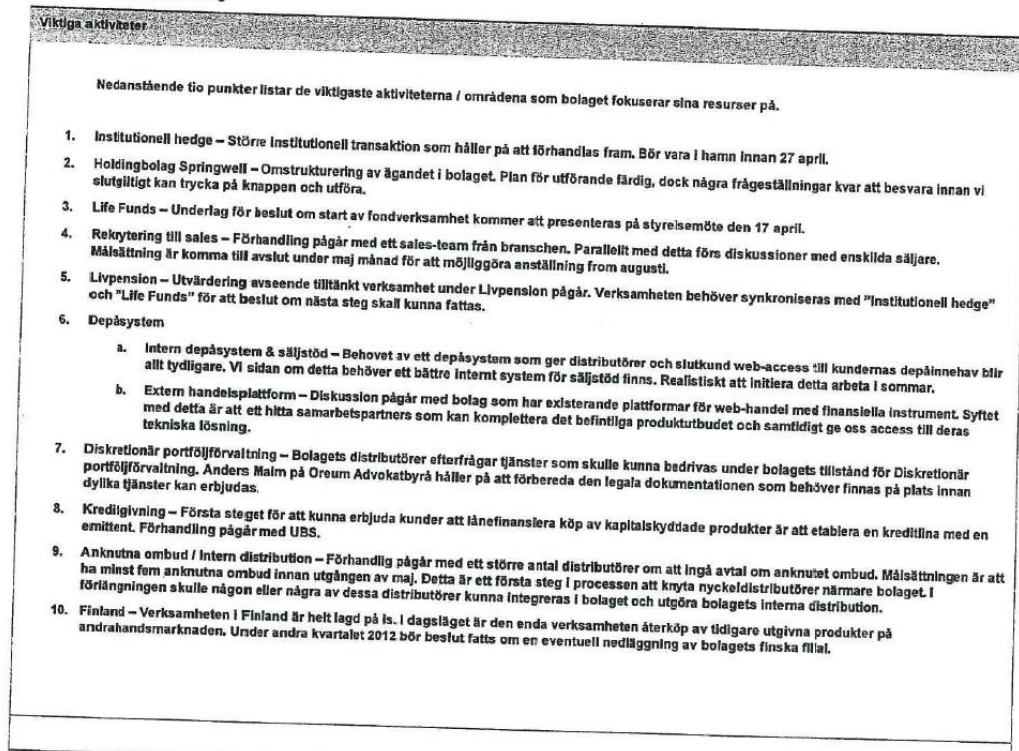 Viktiga aktiviteter
Nedanstående tio punkter listar de viktigaste aktiviteterna / områdena som bolaget fokuserar sina resurser på.
1. Institutionell hedge – Större Institutionell transaktion som håller på att förhandlas fram. Bör vara i hamn innan 27 april.
2. Holdingbolag Springwell – Omstrukturering av ägandet i bolaget. Plan för utförande färdig, dock några frågeställningar kvar att besvara innan vi
slutgiltigt kan trycka på knappen och utföra.
3. Life Funds – Underlag för beslut om start av fondverksamhet kommer att presenteras på styrelsemöte den 17 april.
4. Rekrytering till sales – Förhandling pågår med ett sales-team från branschen. Parallellt med detta förs diskussioner med enskilda säljare.
Målsättning är komma till avslut under maj månad för att möjliggöra anställning from augusti.
5. Livpension – Utvärdering avseende tilltänkt verksamhet under Livpension pågår. Verksamheten behöver synkroniseras med "Institutionell hedge"
och "Life Funds" för att beslut om nästa steg skall kunna fattas.
6. Depåsystem
a. Intern depåsystem & säljstöd – Behovet av ett depåsystem som ger distributörer och slutkund web-access till kundernas depåinnehav blir
allt tydligare. Vi sidan om detta behöver ett bättre internt system för säljstöd finns. Realistiskt att initiera detta arbeta i sommar.
b. Extern handelsplattform – Diskussion pågår med bolag som har existerande plattformar för web-handel med finansiella instrument. Syftet
med detta är att ett hitta samarbetspartners som kan komplettera det befintliga produktutbudet och samtidigt ge oss access till deras
tekniska lösning.
7. Diskretionär portföljförvaltning – Bolagets distributörer efterfrågar tjänster som skulle kunna bedrivas under bolagets tillstånd för Diskretionär
portföljförvaltning. Anders Malm på Oreum Advokatbyrå håller på att förbereda den legala dokumentationen som behöver finnas på plats innan
dylika tjänster kan erbjudas.
8. Kreditgivning – Första steget för att kunna erbjuda kunder att lånefinansiera köp av kapitalskyddade produkter är att etablera en kreditlina med en
emittent. Förhandling pågår med UBS.
9. Anknutna ombud / Intern distribution – Förhandlig pågår med ett större antal distributörer om att ingå avtal om anknutet ombud. Målsättningen är att
ha minst fem anknutna ombud innan utgången av maj. Detta är ett första steg i processen att knyta nyckeldistributörer närmare bolaget. I
förlängningen skulle någon eller några av dessa distributörer kunna integreras i bolaget och utgöra bolagets interna distribution.
10. Finland – Verksamheten i Finland är helt lagd på is. I dagsläget är den enda verksamheten återköp av tidigare utgivna produkter på
andrahandsmarknaden. Under andra kvartalet 2012 bör beslut fatts om en eventuell nedläggning av bolagets finska filial.